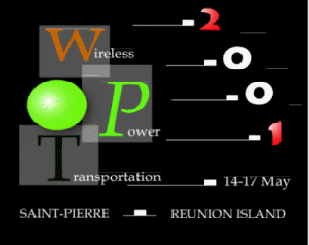 2
Wireless
0
Power
0
1
Transportation
14-17 May
SAINT-PIERRE REUNION ISLAND